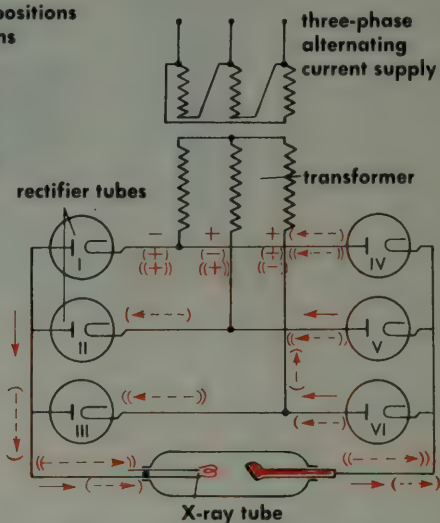 positions
ns
three-phase
alternating
current supply
transformer
rectifier tubes
− + +
(+) (−) (+)
((+)) ((+)) ((−))
I
IV
II
V
III
VI
X-ray tube